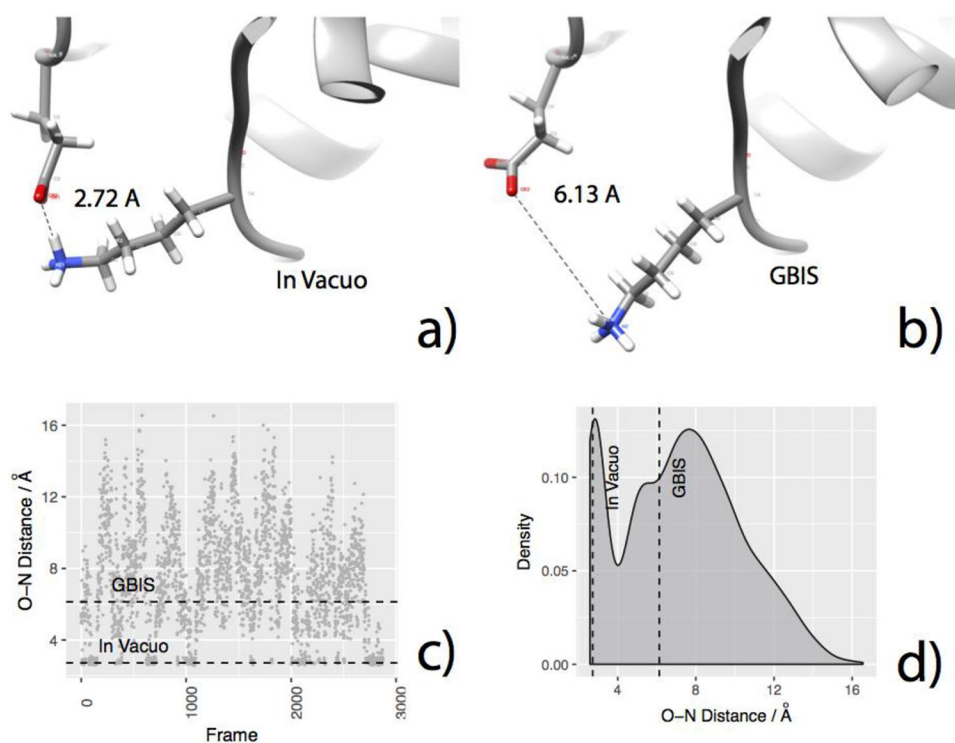 2.72 A
In Vacuo
a)
6.13 A
GBIS
b)
O–N Distance / Å
16
12
8
4
GBIS
In Vacuo
0
1000
2000
3000
Frame
c)
Density
0.10
0.05
0.00
In Vacuo
GBIS
4
8
12
16
O–N Distance / Å
d)